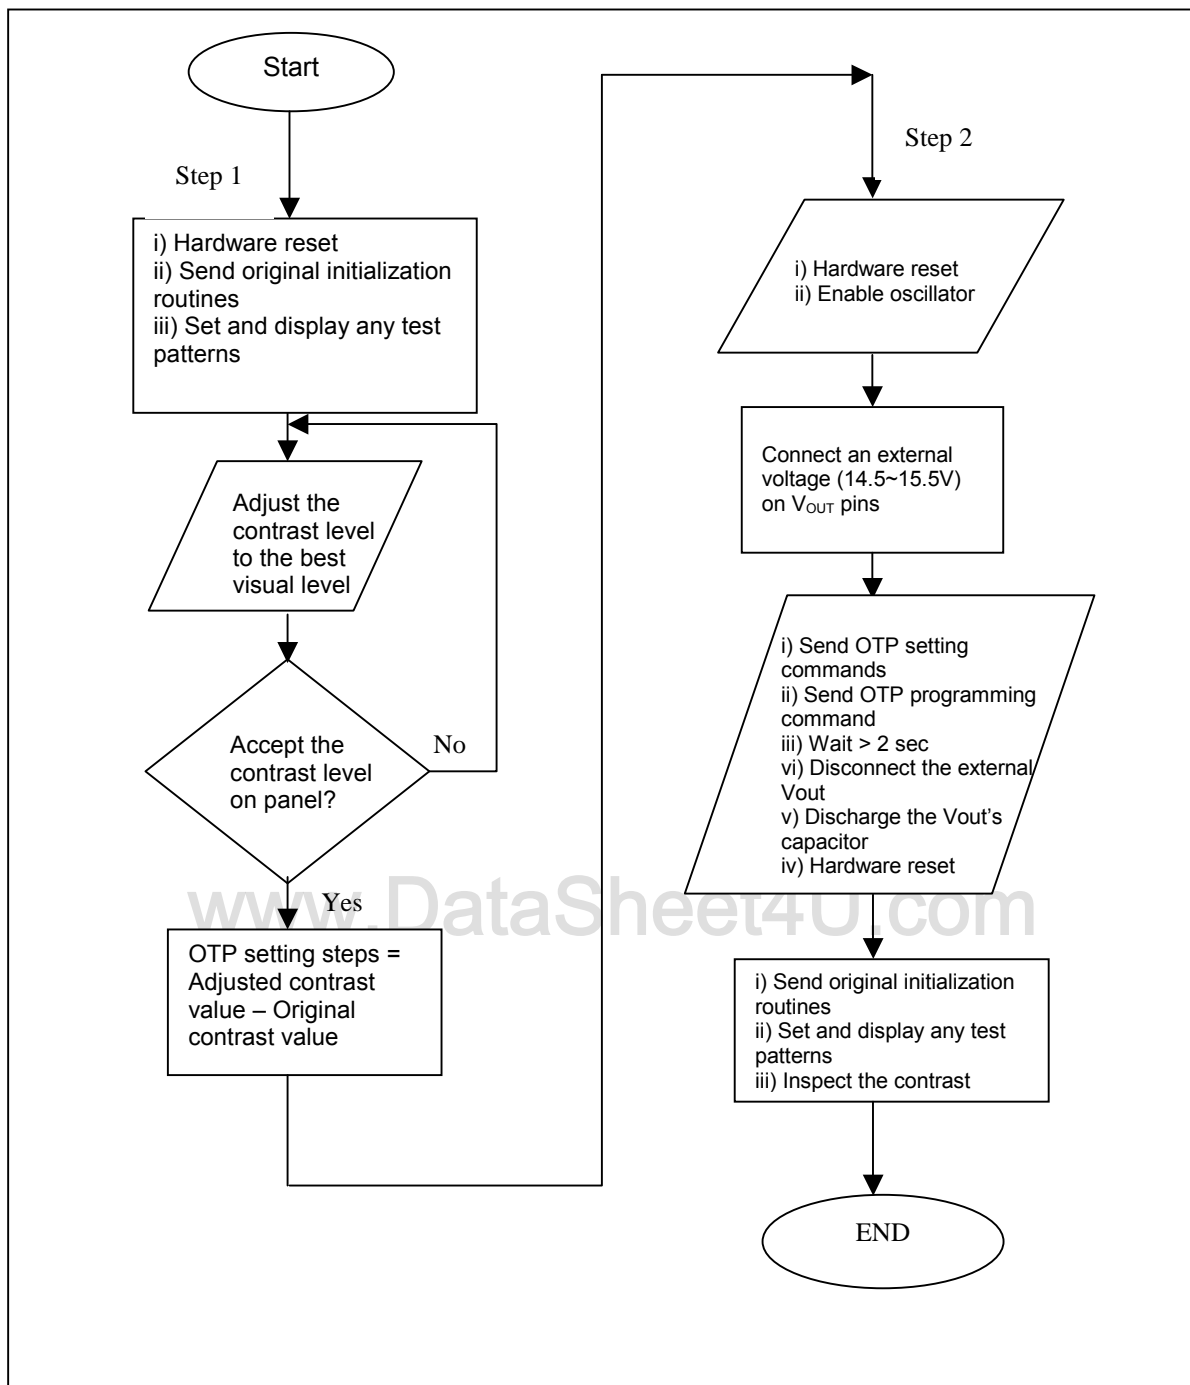 Start
Step 1
i) Hardware reset
ii) Send original initialization
routines
iii) Set and display any test
patterns
Adjust the
contrast level
to the best
visual level
Accept the
contrast level
on panel?
No
Yes
OTP setting steps =
Adjusted contrast
value – Original
contrast value
Step 2
i) Hardware reset
ii) Enable oscillator
Connect an external
voltage (14.5~15.5V)
on VOUT pins
i) Send OTP setting
commands
ii) Send OTP programming
command
iii) Wait > 2 sec
vi) Disconnect the external
Vout
v) Discharge the Vout's
capacitor
iv) Hardware reset
i) Send original initialization
routines
ii) Set and display any test
patterns
iii) Inspect the contrast
END
www.DataSheet4U.com